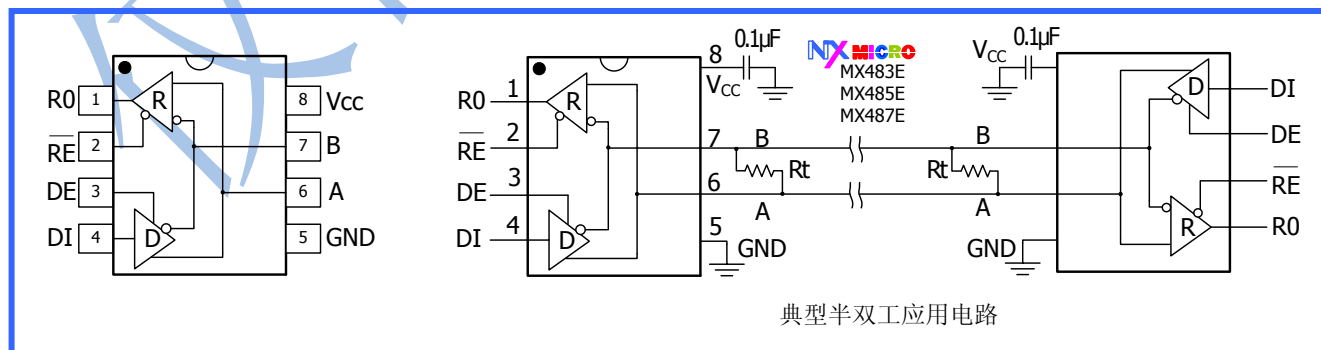 R0 1
R
8 Vcc
RE 2
7 B
DE 3
6 A
DI 4
D
5 GND
0.1μF
8
VCC
NX MICRO
MX483E
MX485E
MX487E
R0 1
R
RE 2
7 B
Rt
DE 3
6
A
DI 4
D
5
GND
VCC
0.1μF
D
DI
DE
B
Rt
A
RE
R
R0
GND
典型半双工应用电路